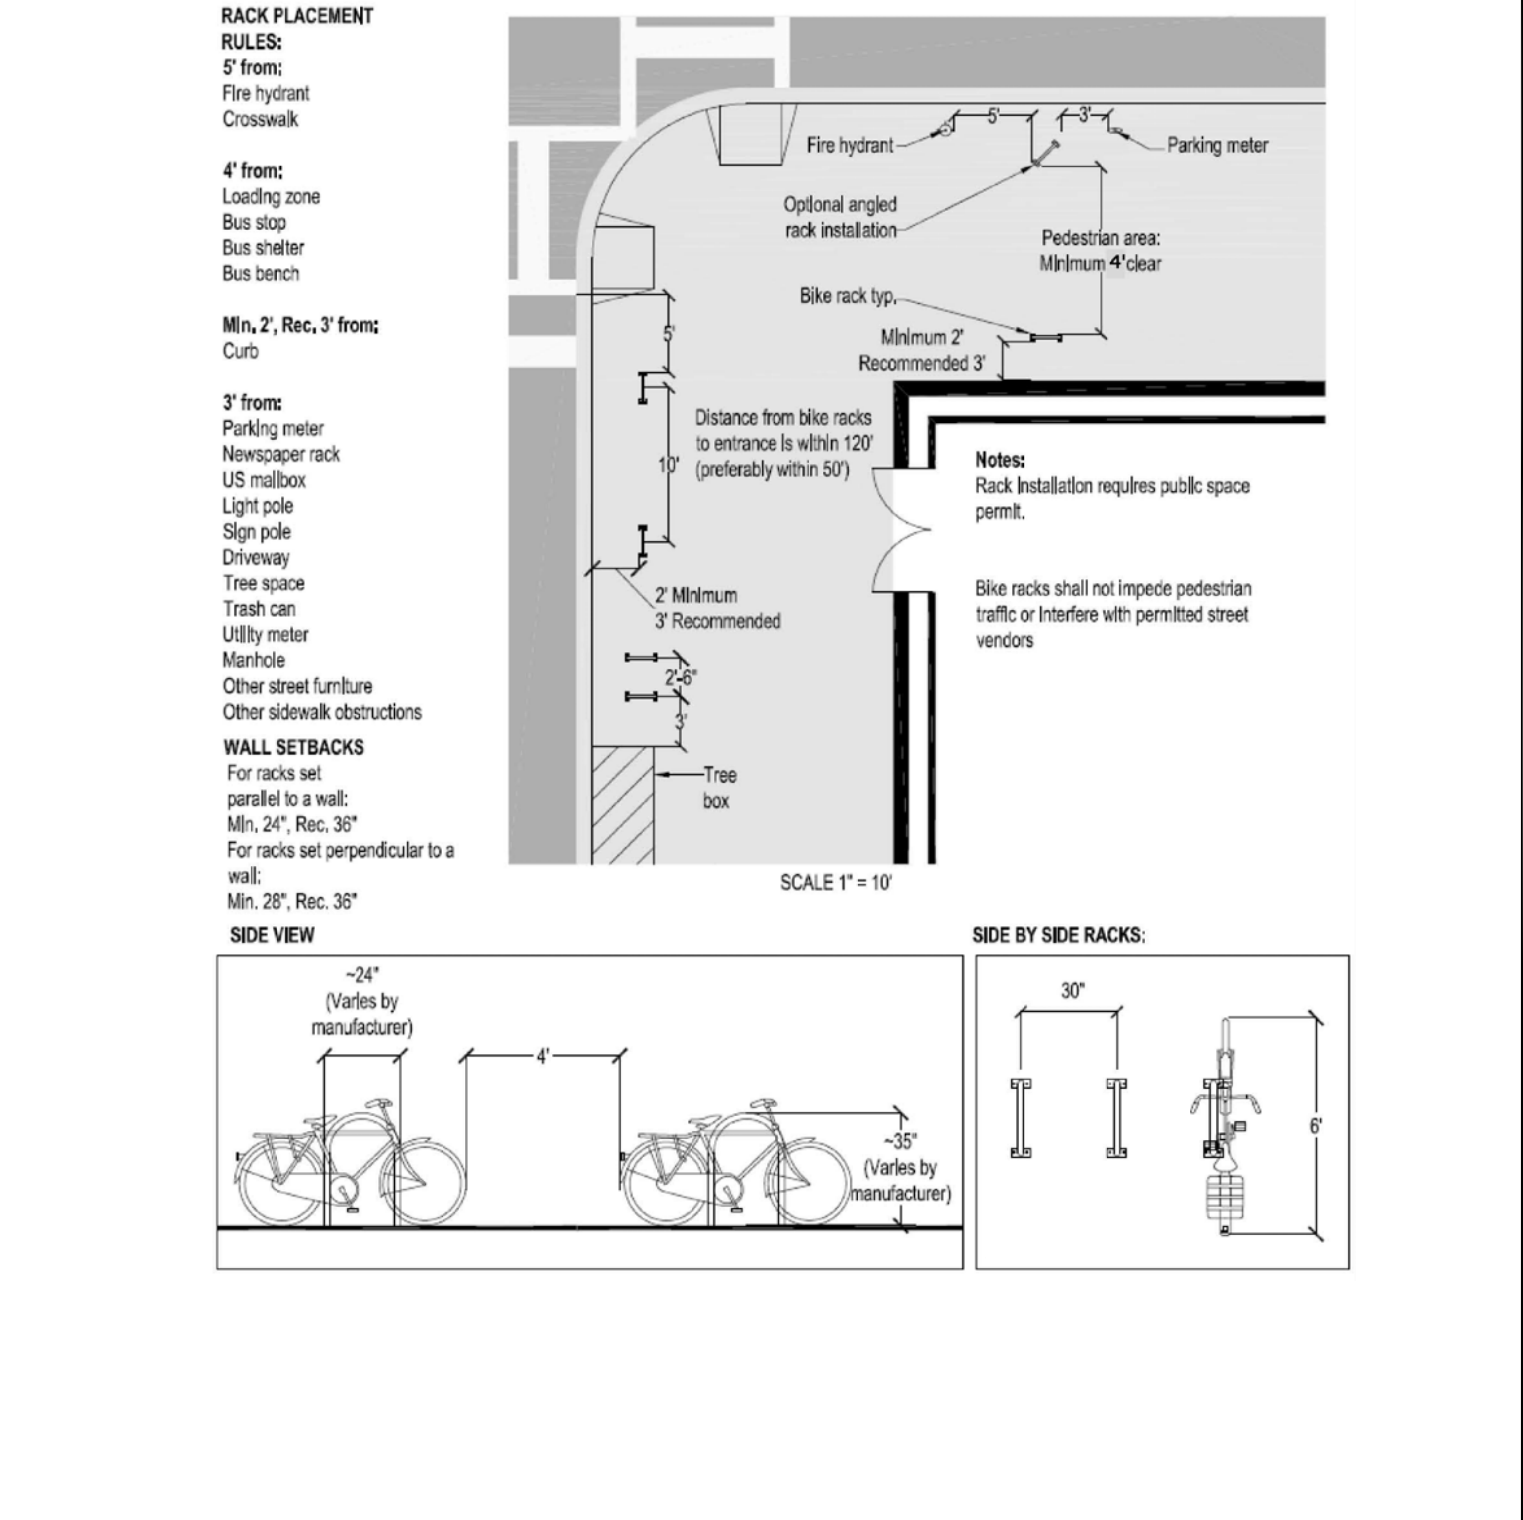 RACK PLACEMENT
RULES:
5' from:
Fire hydrant
Crosswalk
4' from:
Loading zone
Bus stop
Bus shelter
Bus bench
Min. 2', Rec. 3' from:
Curb
3' from:
Parking meter
Newspaper rack
US mailbox
Light pole
Sign pole
Driveway
Tree space
Trash can
Utility meter
Manhole
Other street furniture
Other sidewalk obstructions
WALL SETBACKS
For racks set
parallel to a wall:
Min. 24", Rec. 36"
For racks set perpendicular to a
wall:
Min. 28", Rec. 36"
5'
3'
Fire hydrant
Parking meter
Optional angled
rack installation
Pedestrian area:
Minimum 4' clear
Bike rack typ.
Minimum 2'
Recommended 3'
5'
Distance from bike racks
to entrance is within 120'
(preferably within 50')
10'
Notes:
Rack installation requires public space
permit.
Bike racks shall not impede pedestrian
traffic or interfere with permitted street
vendors
2' Minimum
3' Recommended
2'-6"
3'
Tree
box
SCALE 1" = 10'
SIDE VIEW
~24"
(Varies by
manufacturer)
4'
~35"
(Varies by
manufacturer)
SIDE BY SIDE RACKS:
30"
6'